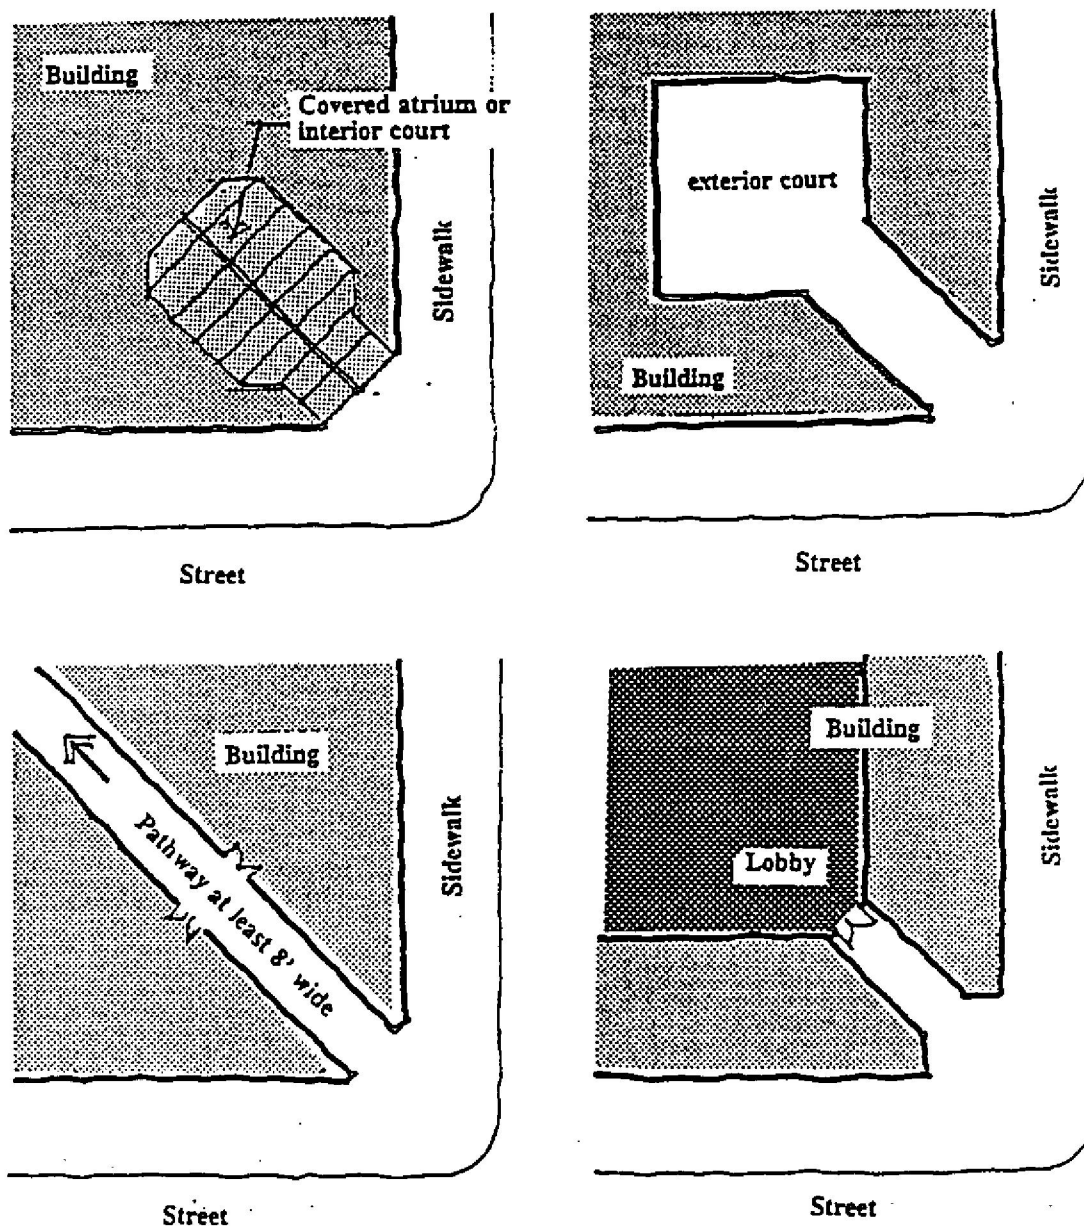 Building
Covered atrium or
interior court
Sidewalk
Street
exterior court
Building
Sidewalk
Street
Building
Pathway at least 8' wide
Sidewalk
Street
Building
Lobby
Sidewalk
Street